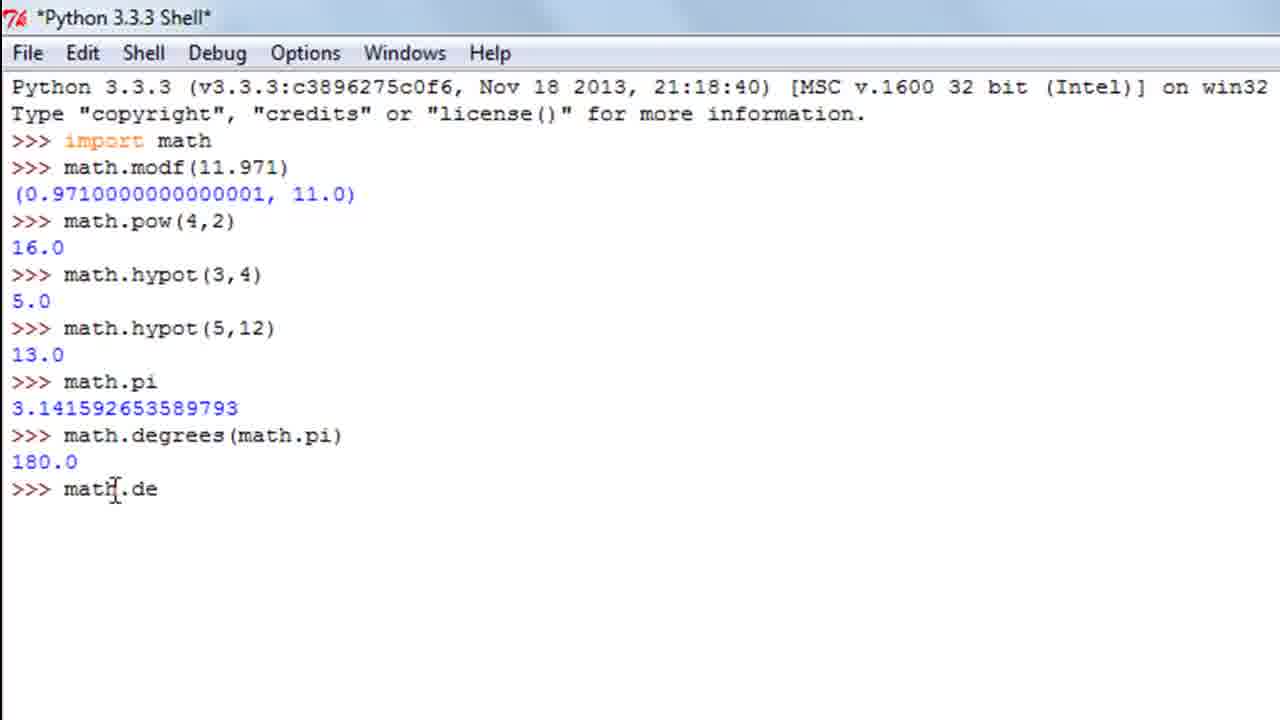 *Python 3.3.3 Shell*
File Edit Shell Debug Options Windows Help
Python 3.3.3 (v3.3.3:c3896275c0f6, Nov 18 2013, 21:18:40) [MSC v.1600 32 bit (Intel)] on win32
Type "copyright", "credits" or "license()" for more information.
>>> import math
>>> math.modf(11.971)
(0.9710000000000001, 11.0)
>>> math.pow(4,2)
16.0
>>> math.hypot(3,4)
5.0
>>> math.hypot(5,12)
13.0
>>> math.pi
3.141592653589793
>>> math.degrees(math.pi)
180.0
>>> math.de